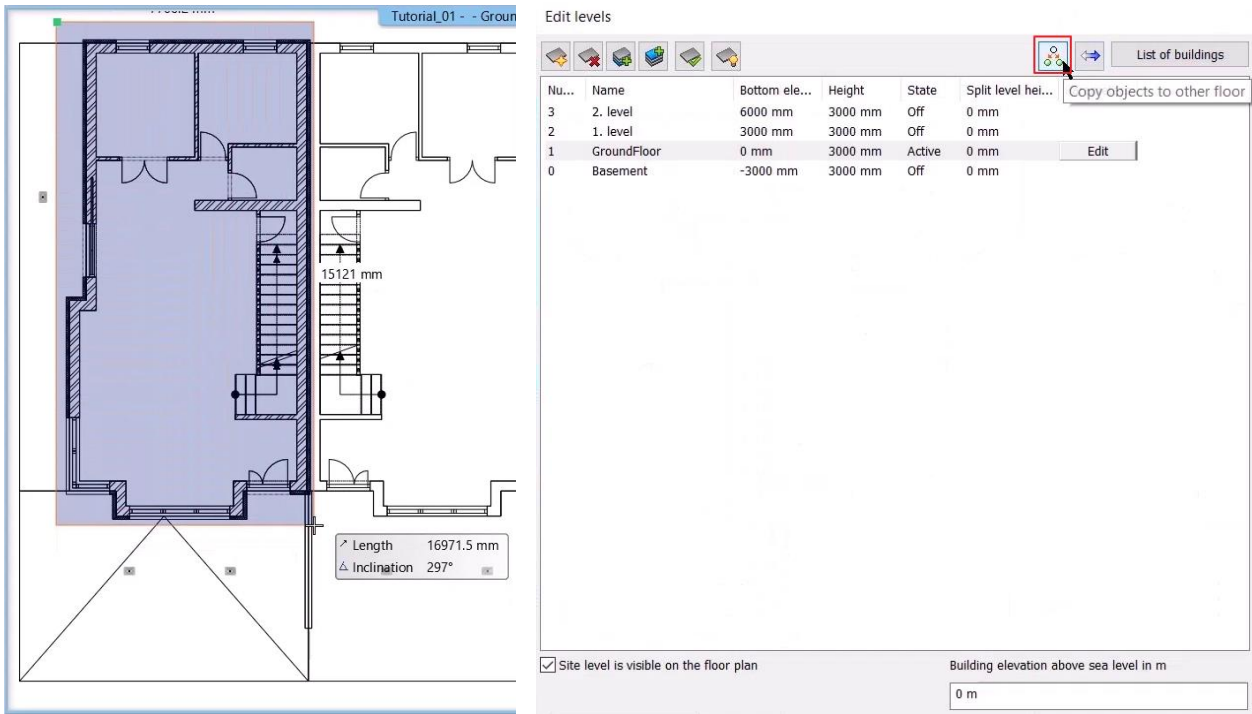 Tutorial_01 - - Groun
15121 mm
Length 16971.5 mm
Inclination 297°
Edit levels
List of buildings
Copy objects to other floor
Nu... Name Bottom ele... Height State Split level hei...
3 2. level 6000 mm 3000 mm Off 0 mm
2 1. level 3000 mm 3000 mm Off 0 mm
1 GroundFloor 0 mm 3000 mm Active 0 mm Edit
0 Basement -3000 mm 3000 mm Off 0 mm
Site level is visible on the floor plan
Building elevation above sea level in m
0 m